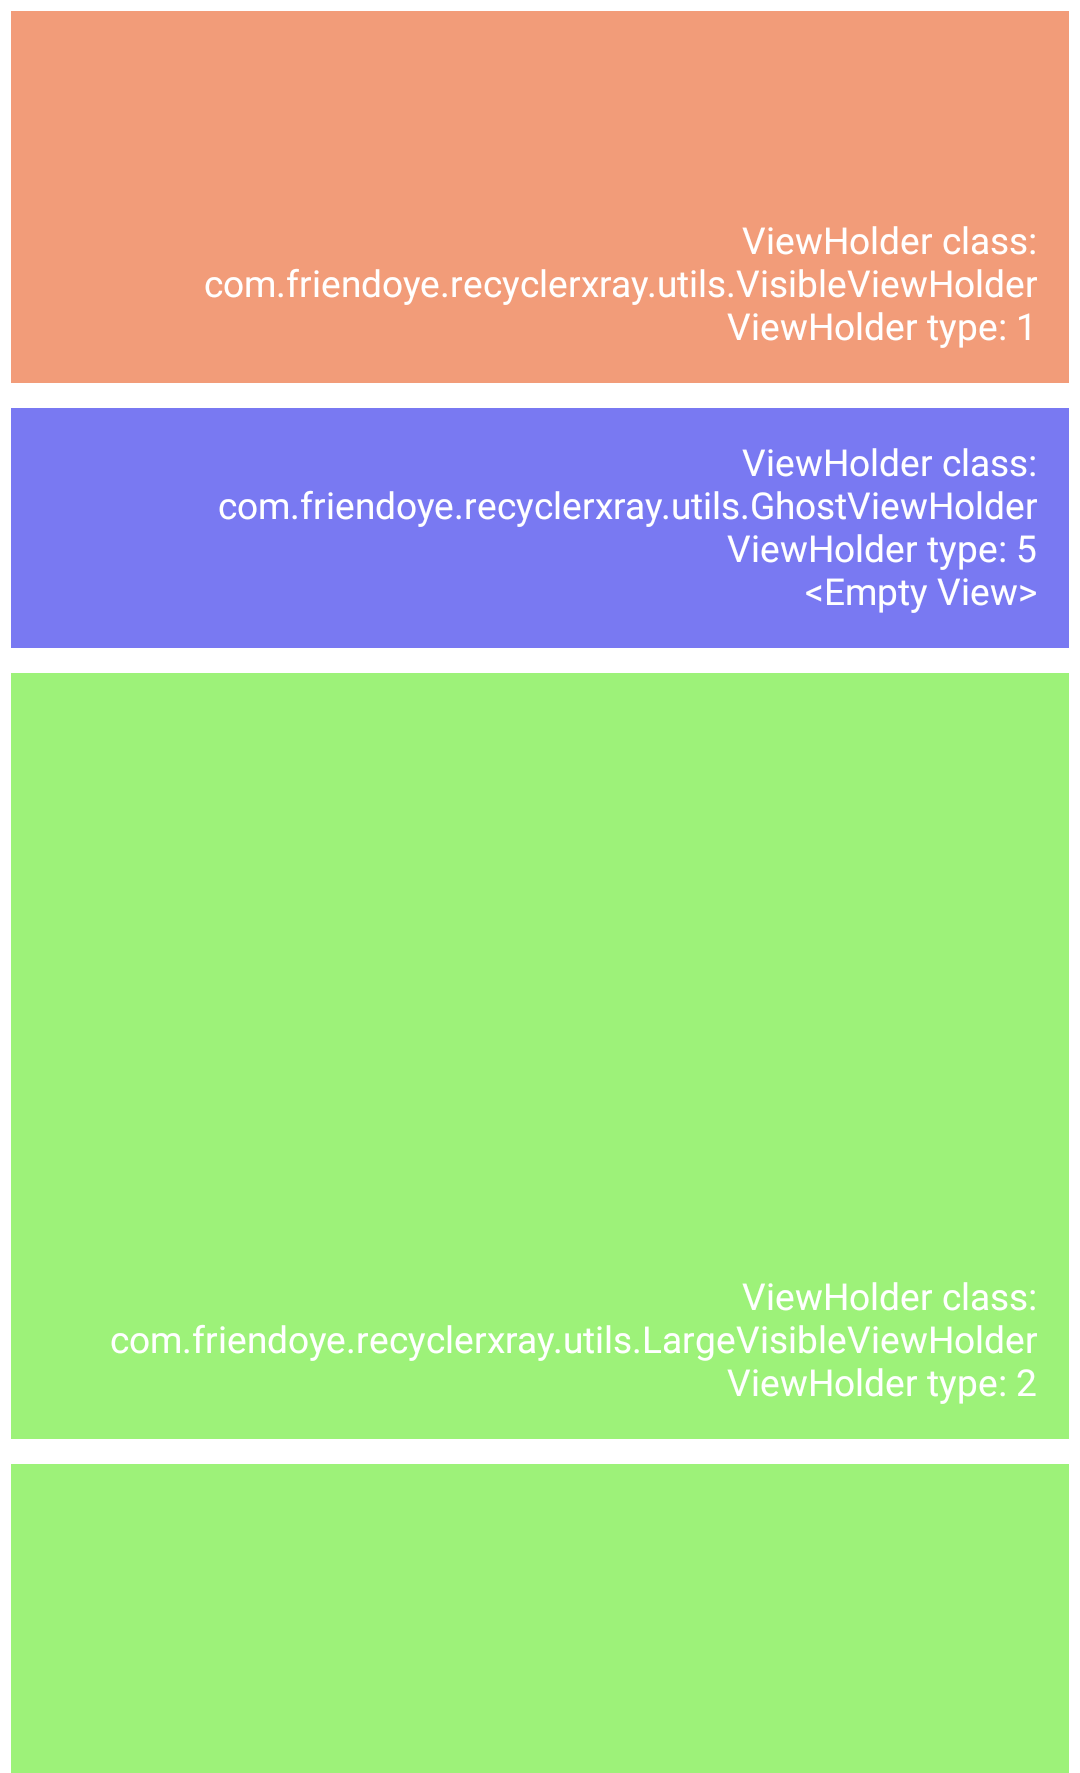 ViewHolder class:
com.friendoye.recyclerxray.utils.VisibleViewHolder
ViewHolder type: 1
ViewHolder class:
com.friendoye.recyclerxray.utils.GhostViewHolder
ViewHolder type: 5
<Empty View>
ViewHolder class:
com.friendoye.recyclerxray.utils.LargeVisibleViewHolder
ViewHolder type: 2